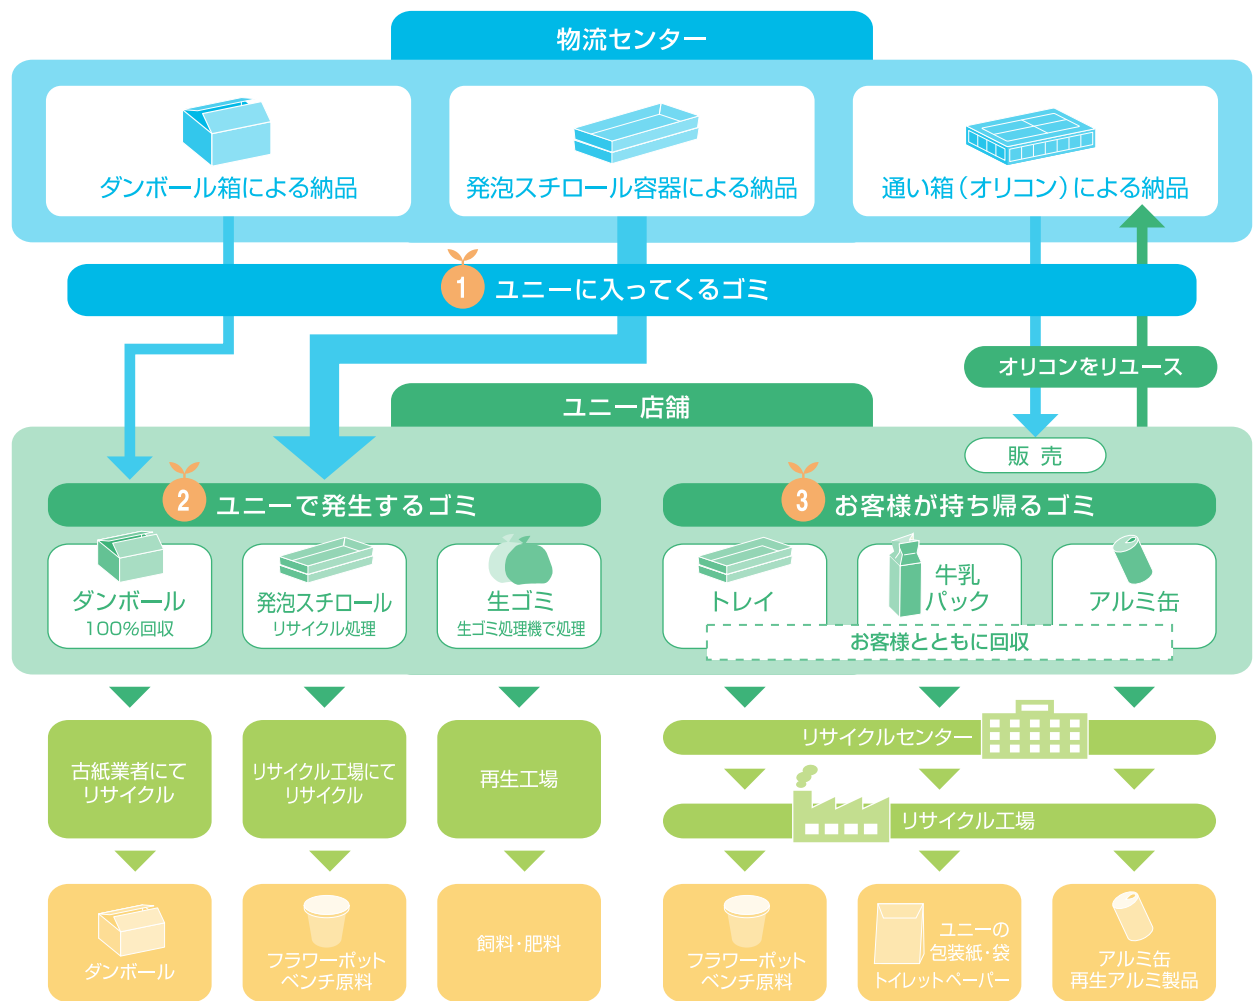 物流センター
ダンボール箱による納品
発泡スチロール容器による納品
通い箱（オリコン）による納品
1 ユニーに入ってくるゴミ
オリコンをリユース
ユニー店舗
販売
2 ユニーで発生するゴミ
3 お客様が持ち帰るゴミ
ダンボール
100%回収
発泡スチロール
リサイクル処理
生ゴミ
生ゴミ処理機で処理
トレイ
牛乳
パック
アルミ缶
お客様とともに回収
古紙業者にて
リサイクル
リサイクル工場にて
リサイクル
再生工場
リサイクルセンター
リサイクル工場
ダンボール
フラワーポット
ベンチ原料
飼料・肥料
フラワーポット
ベンチ原料
ユニーの
包装紙・袋
トイレットペーパー
アルミ缶
再生アルミ製品